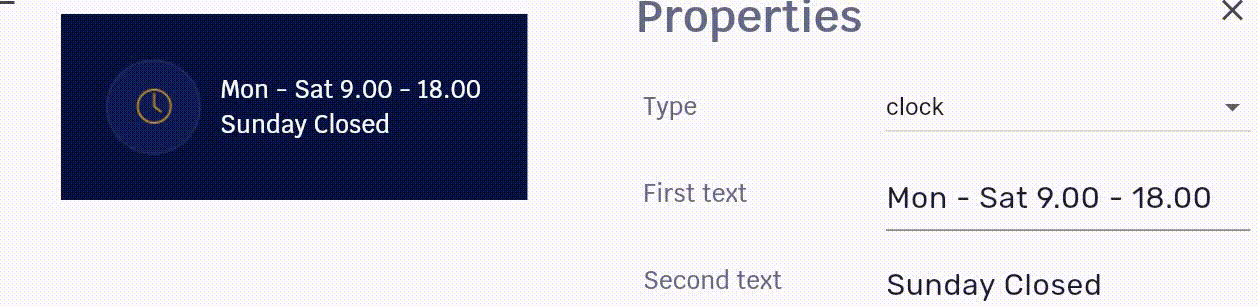 Mon - Sat 9.00 - 18.00
Sunday Closed
Properties
Type
clock
First text
Mon - Sat 9.00 - 18.00
Second text
Sunday Closed